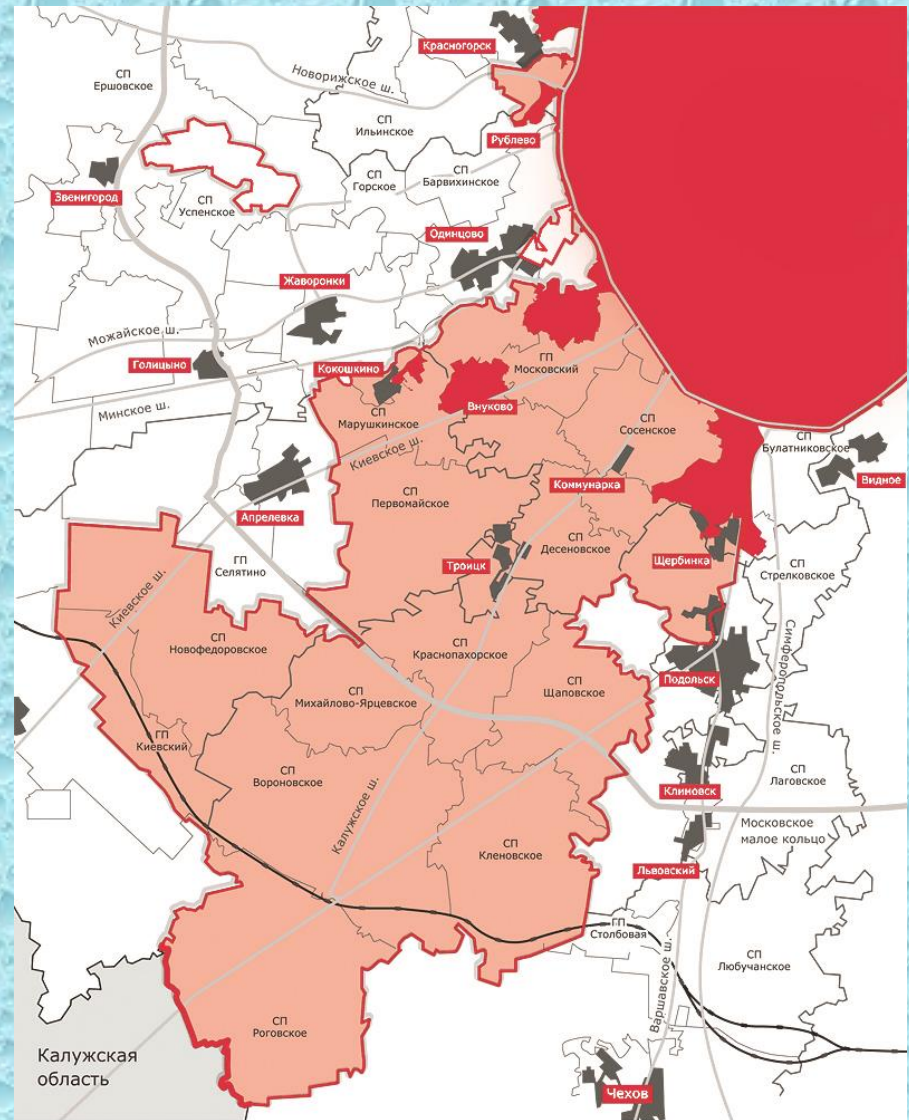 Красногорск
СП
Ершовское
Новорижское ш.
СП
Ильинское
Рублево
СП
Горское
СП
Барвихинское
Звенигород
СП
Успенское
Одинцово
Жаворонки
Можайское ш.
Голицыно
Кокошкино
ГП
Московский
Минское ш.
Внуково
СП
Марушкинское
СП
Сосенское
СП
Булатниковское
Киевское ш.
Видное
Коммунарка
Апрелевка
СП
Первомайское
СП
Десеновское
Троицк
Щербинка
ГП
Селятино
СП
Стрелковское
Киевское ш.
СП
Новофедоровское
СП
Краснопахорское
Симферопольское ш.
Подольск
СП
Щаповское
СП
Михайлово-Ярцевское
ГП
Киевский
СП
Вороновское
Климовск
СП
Лаговское
Калужское ш.
Московское
малое кольцо
СП
Кленовское
Львовский
ГП
Столбовая
Варшавское ш.
СП
Любучанское
СП
Роговское
Калужская
область
Чехов